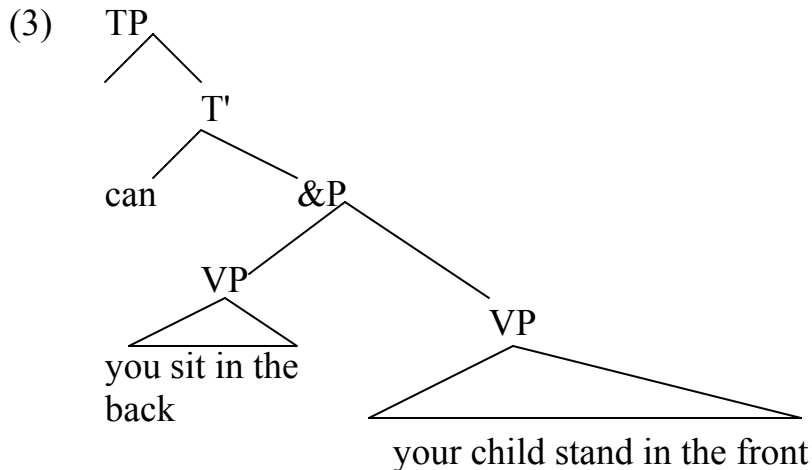 (3) TP
T'
can &P
VP
VP
you sit in the
back
your child stand in the front